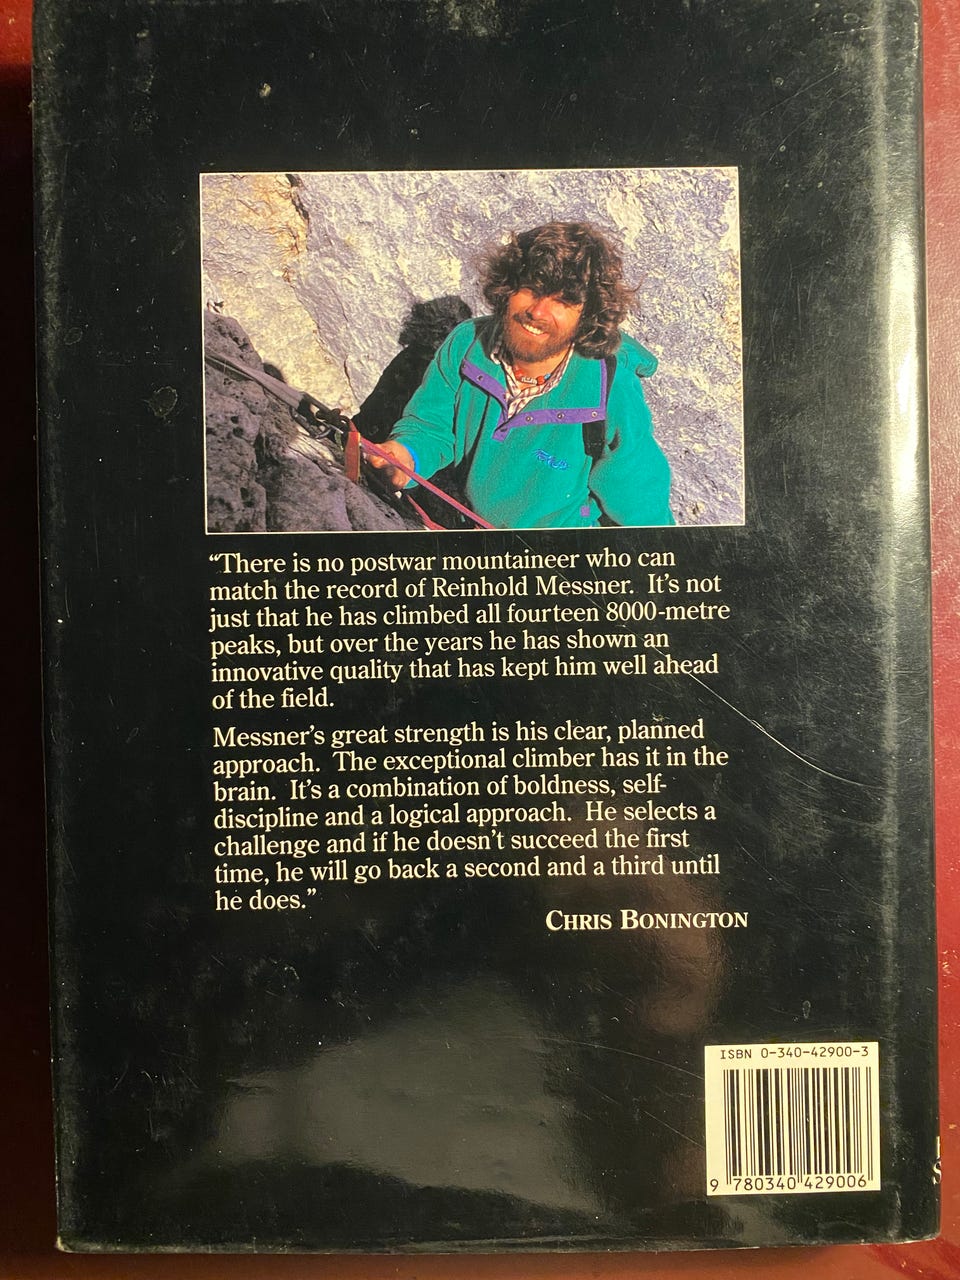 “There is no postwar mountaineer who can
match the record of Reinhold Messner. It’s not
just that he has climbed all fourteen 8000-metre
peaks, but over the years he has shown an
innovative quality that has kept him well ahead
of the field.
Messner’s great strength is his clear, planned
approach. The exceptional climber has it in the
brain. It’s a combination of boldness, self-
discipline and a logical approach. He selects a
challenge and if he doesn’t succeed the first
time, he will go back a second and a third until
he does.”
CHRIS BONINGTON
ISBN 0-340-42900-3
9 780340 429006